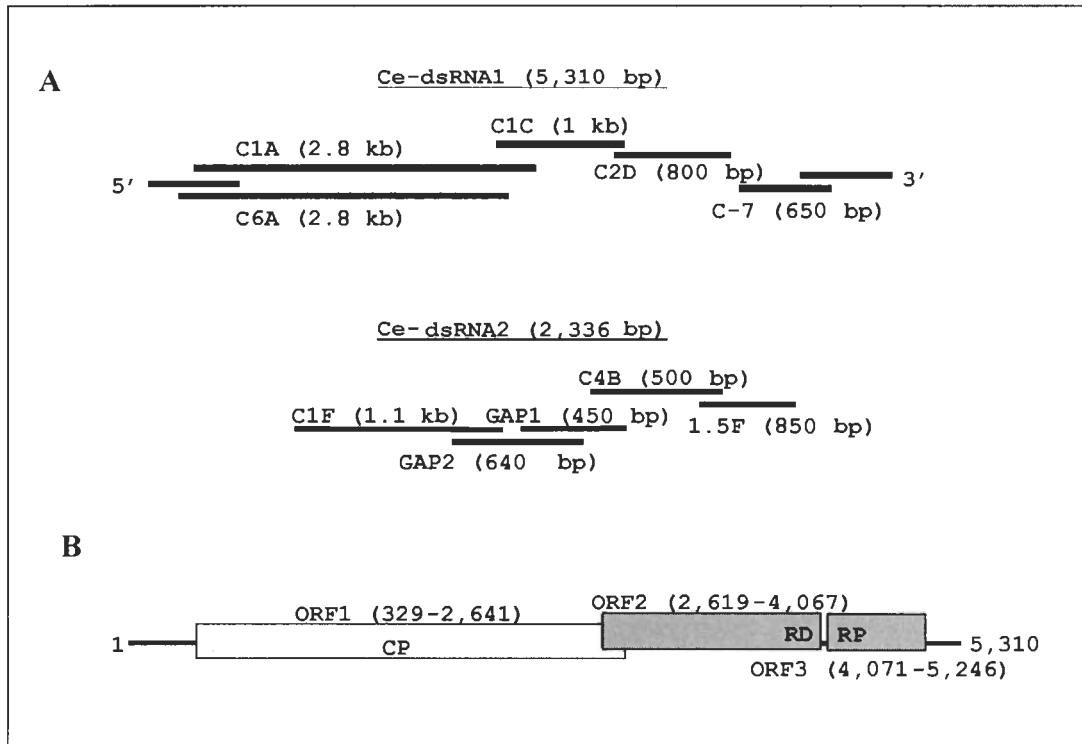 A
Ce-dsRNA1 (5,310 bp)
C1C (1 kb)
C1A (2.8 kb)
C2D (800 bp)
5’
3’
C6A (2.8 kb)
C-7 (650 bp)
Ce-dsRNA2 (2,336 bp)
C4B (500 bp)
C1F (1.1 kb) GAP1 (450 bp)
1.5F (850 bp)
GAP2 (640 bp)
B
ORF1 (329-2,641) ORF2 (2,619-4,067)
1 CP RD RP 5,310
ORF3 (4,071-5,246)